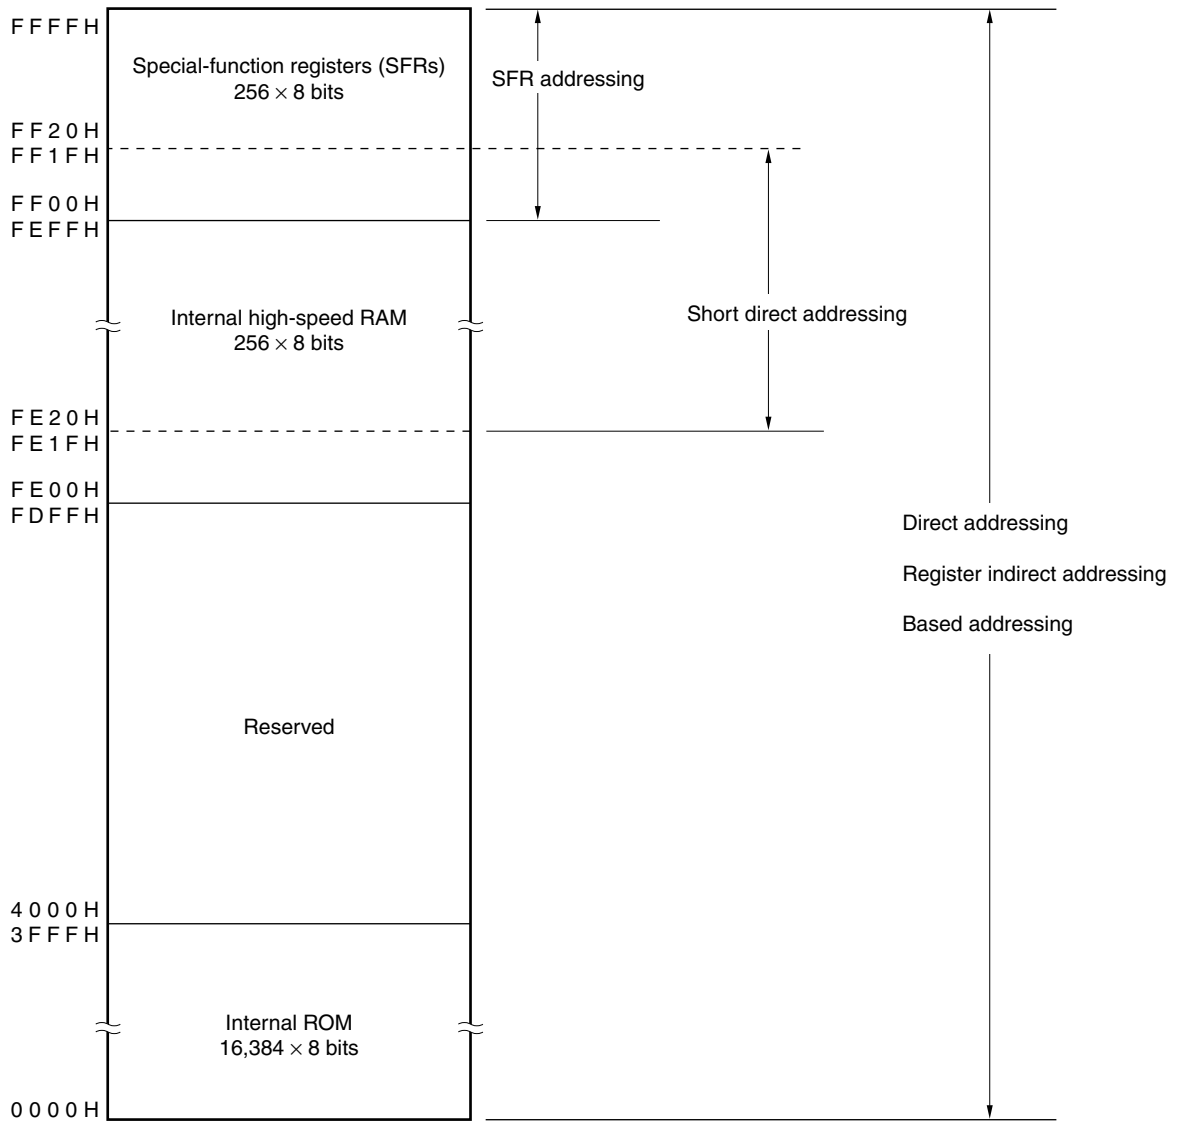 FFFFH
Special-function registers (SFRs)
256 × 8 bits
SFR addressing
FF20H
FF1FH
FF00H
FEFFH
Internal high-speed RAM
256 × 8 bits
Short direct addressing
FE20H
FE1FH
FE00H
FDFFH
Direct addressing
Register indirect addressing
Based addressing
Reserved
4000H
3FFFH
Internal ROM
16,384 × 8 bits
0000H